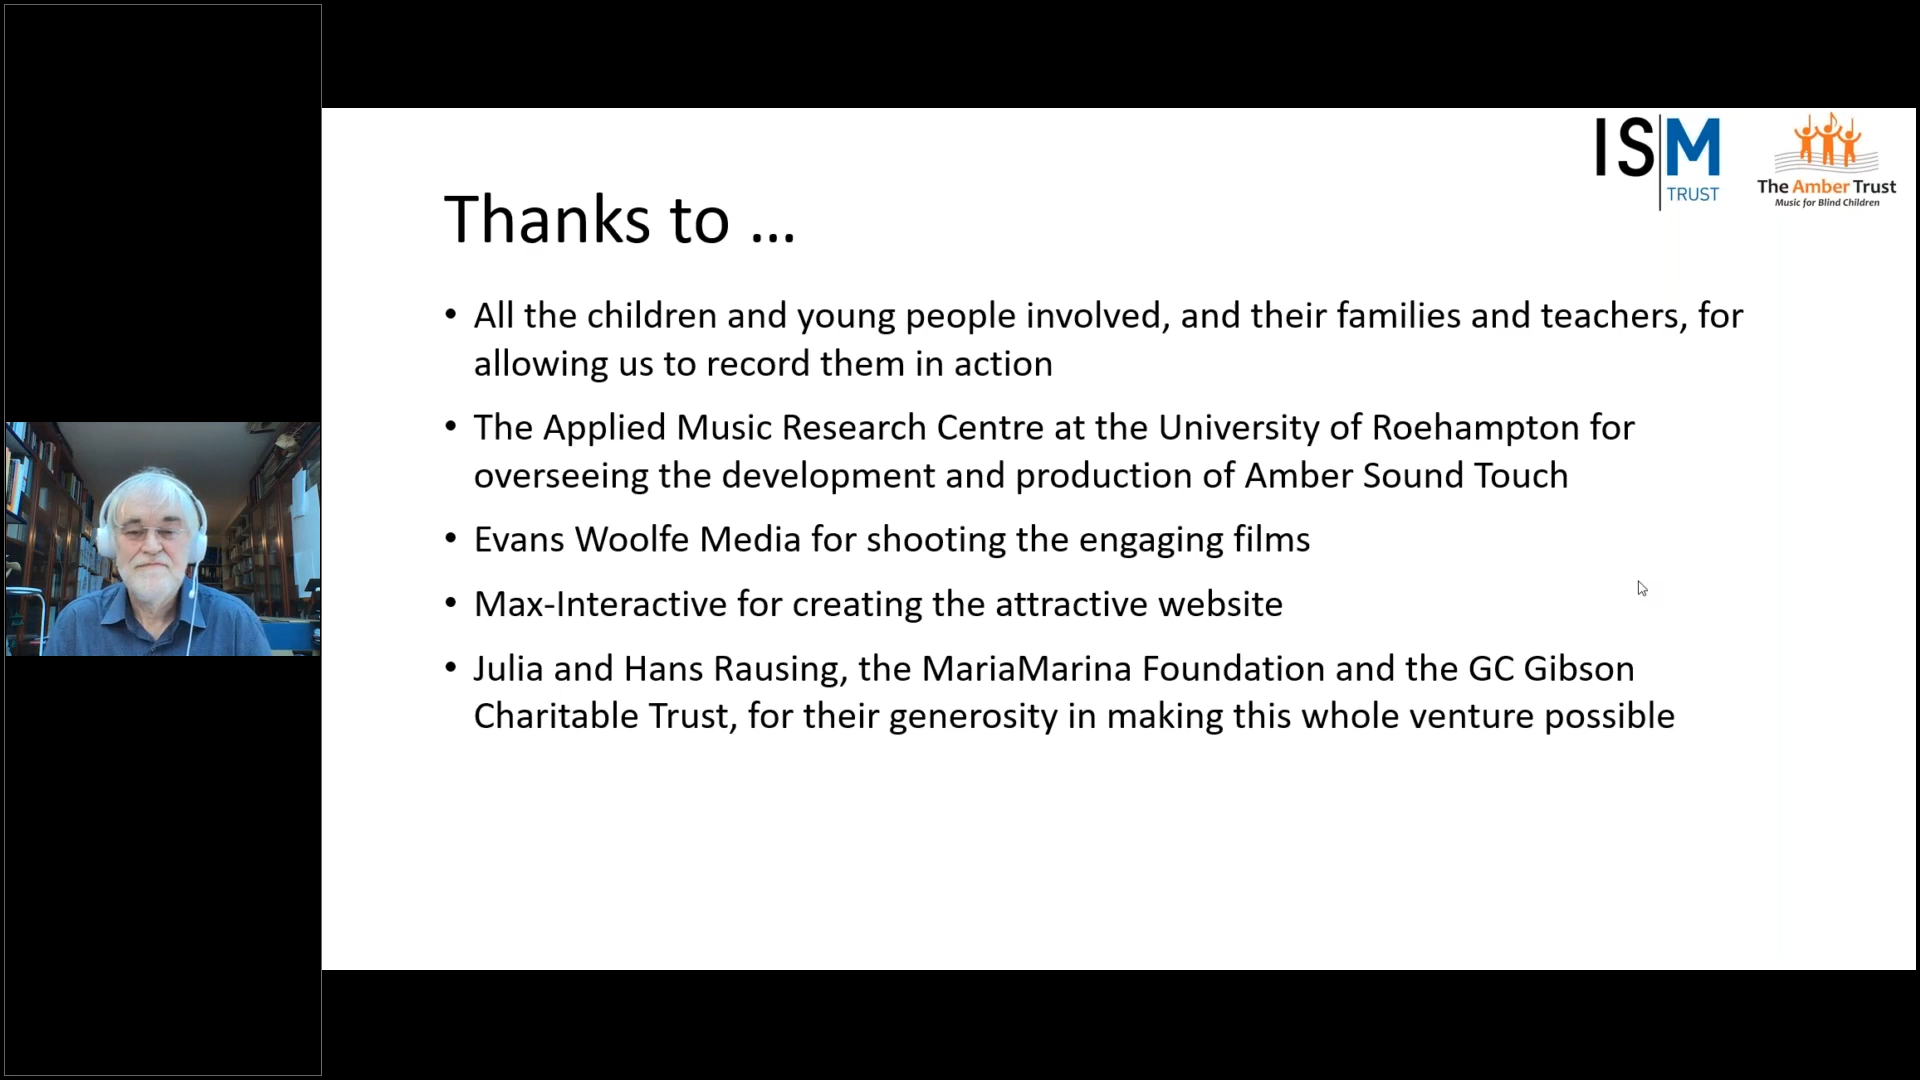 ISM
TRUST
The Amber Trust
Music for Blind Children
Thanks to ...
• All the children and young people involved, and their families and teachers, for
allowing us to record them in action
• The Applied Music Research Centre at the University of Roehampton for
overseeing the development and production of Amber Sound Touch
• Evans Woolfe Media for shooting the engaging films
• Max-Interactive for creating the attractive website
• Julia and Hans Rausing, the MariaMarina Foundation and the GC Gibson
Charitable Trust, for their generosity in making this whole venture possible